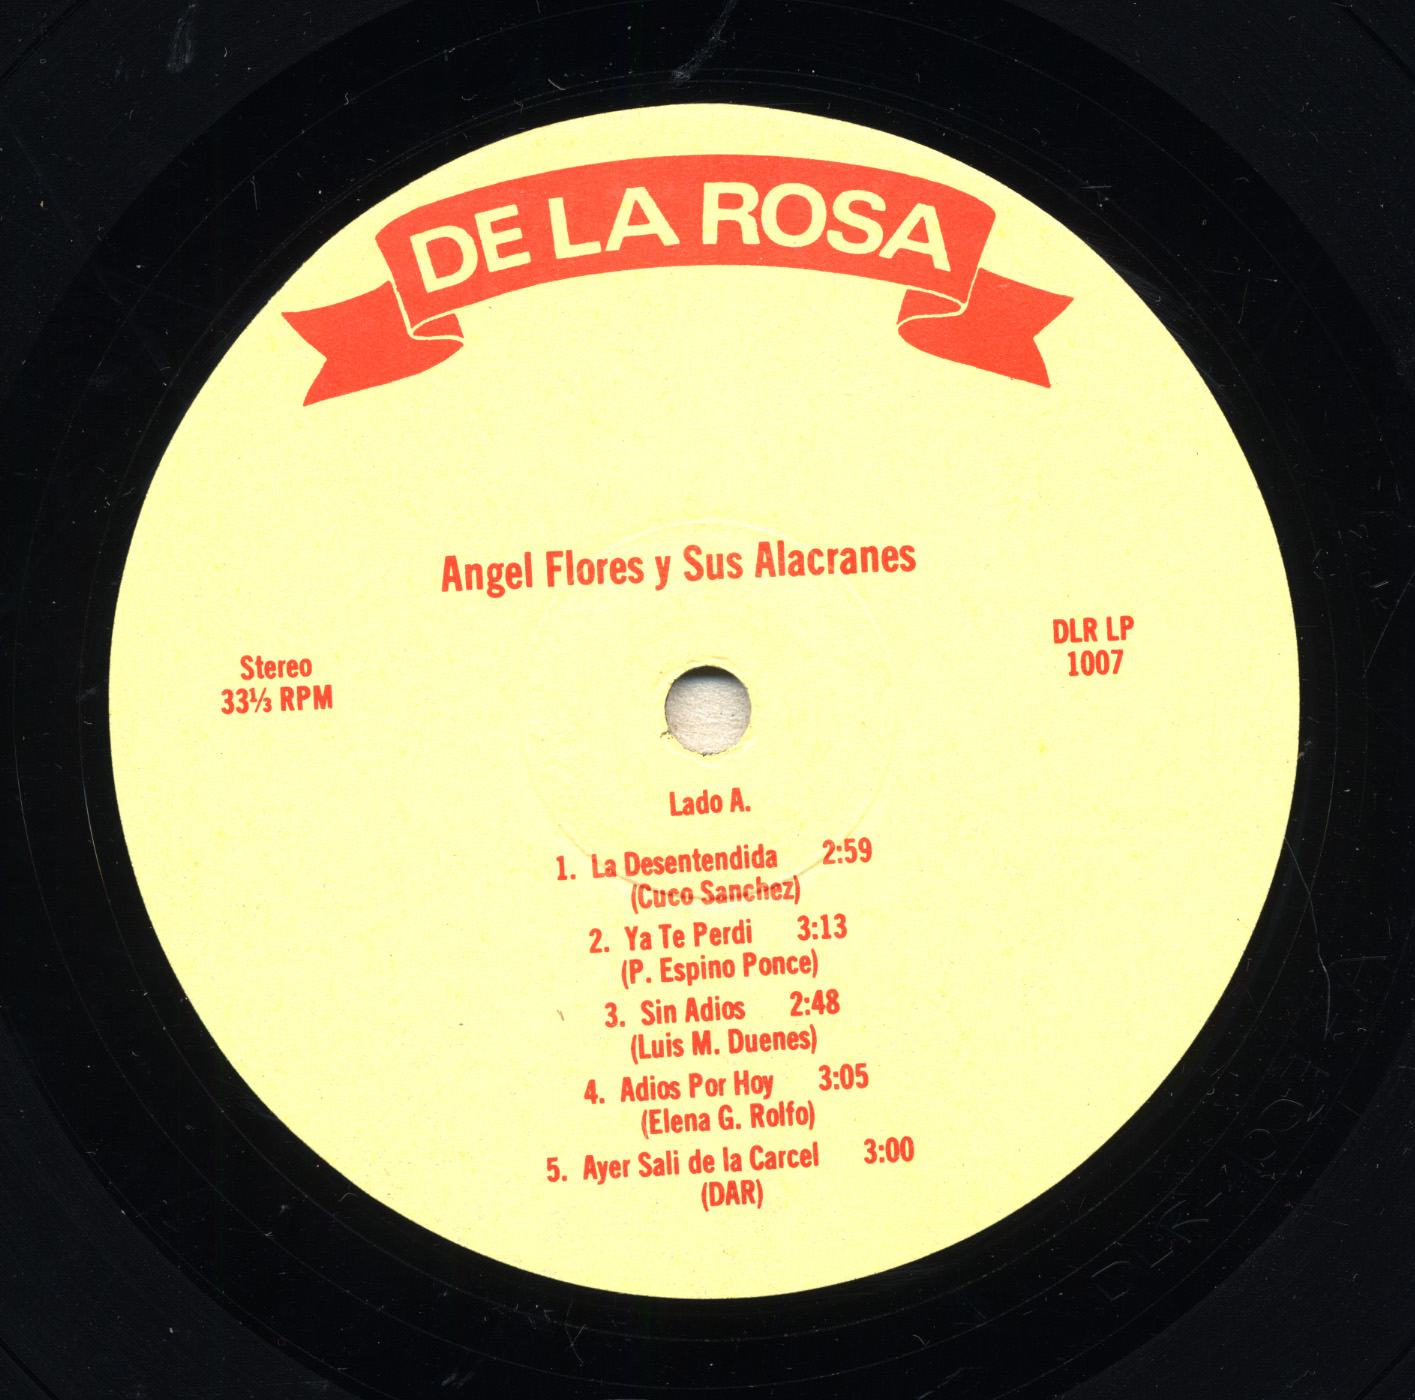 DE LA ROSA
Angel Flores y Sus Alacranes
Stereo
33⅓ RPM
DLR LP
1007
Lado A.
1. La Desentendida 2:59
(Cuco Sanchez)
2. Ya Te Perdi 3:13
(P. Espino Ponce)
3. Sin Adios 2:48
(Luis M. Duenes)
4. Adios Por Hoy 3:05
(Elena G. Rolfo)
5. Ayer Sali de la Carcel 3:00
(DAR)
DLR-1007-A